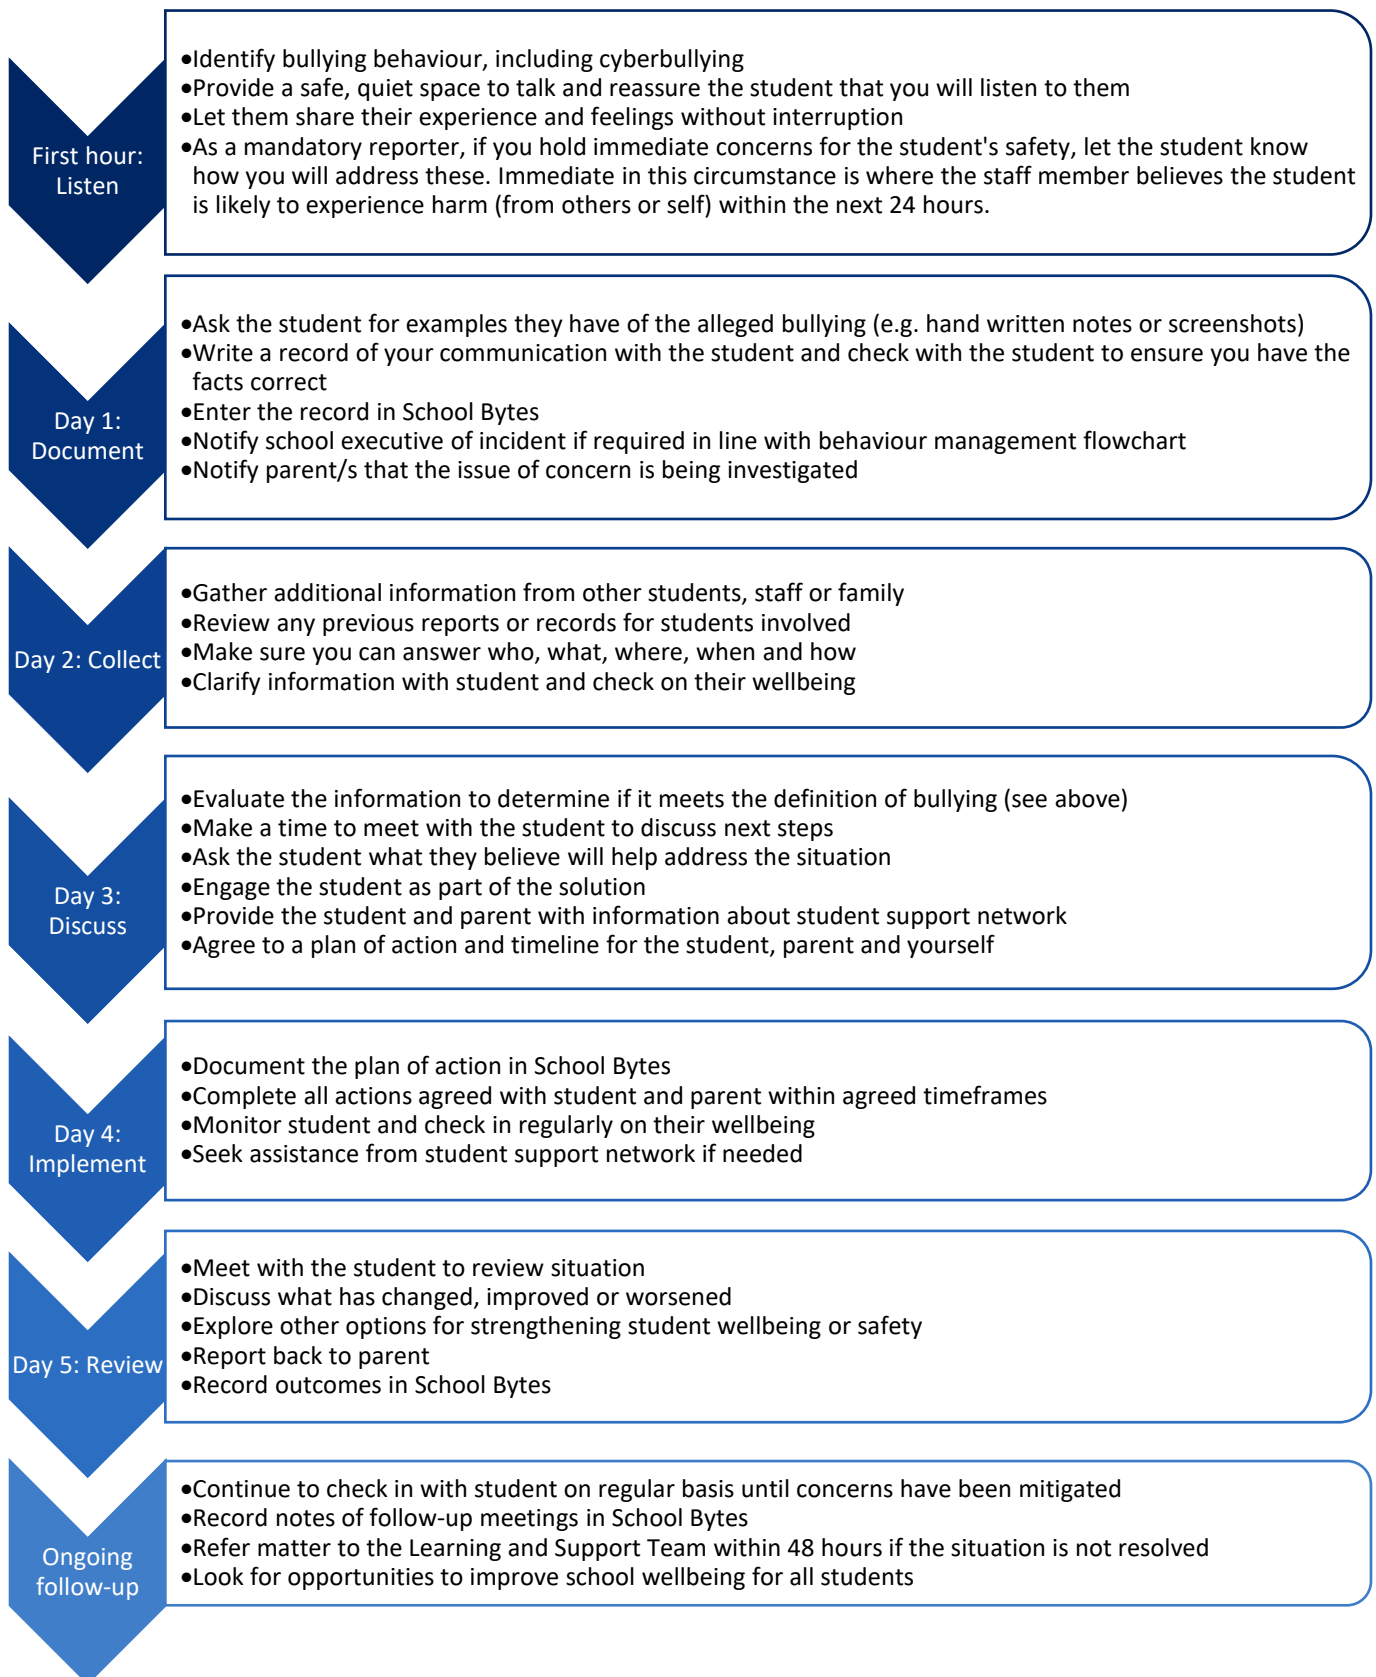 First hour:
Listen
•Identify bullying behaviour, including cyberbullying
•Provide a safe, quiet space to talk and reassure the student that you will listen to them
•Let them share their experience and feelings without interruption
•As a mandatory reporter, if you hold immediate concerns for the student's safety, let the student know
how you will address these. Immediate in this circumstance is where the staff member believes the student
is likely to experience harm (from others or self) within the next 24 hours.
Day 1:
Document
•Ask the student for examples they have of the alleged bullying (e.g. hand written notes or screenshots)
•Write a record of your communication with the student and check with the student to ensure you have the
facts correct
•Enter the record in School Bytes
•Notify school executive of incident if required in line with behaviour management flowchart
•Notify parent/s that the issue of concern is being investigated
Day 2: Collect
•Gather additional information from other students, staff or family
•Review any previous reports or records for students involved
•Make sure you can answer who, what, where, when and how
•Clarify information with student and check on their wellbeing
Day 3:
Discuss
•Evaluate the information to determine if it meets the definition of bullying (see above)
•Make a time to meet with the student to discuss next steps
•Ask the student what they believe will help address the situation
•Engage the student as part of the solution
•Provide the student and parent with information about student support network
•Agree to a plan of action and timeline for the student, parent and yourself
Day 4:
Implement
•Document the plan of action in School Bytes
•Complete all actions agreed with student and parent within agreed timeframes
•Monitor student and check in regularly on their wellbeing
•Seek assistance from student support network if needed
Day 5: Review
•Meet with the student to review situation
•Discuss what has changed, improved or worsened
•Explore other options for strengthening student wellbeing or safety
•Report back to parent
•Record outcomes in School Bytes
Ongoing
follow-up
•Continue to check in with student on regular basis until concerns have been mitigated
•Record notes of follow-up meetings in School Bytes
•Refer matter to the Learning and Support Team within 48 hours if the situation is not resolved
•Look for opportunities to improve school wellbeing for all students